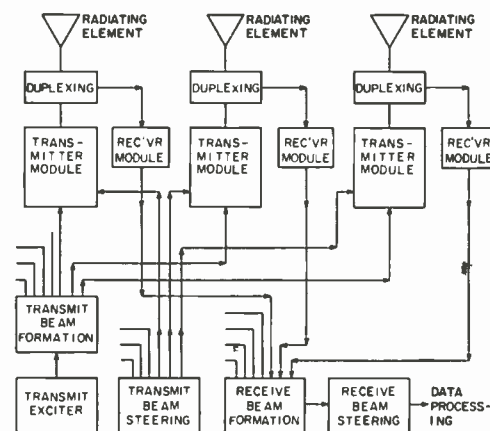 RADIATING
ELEMENT
RADIATING
ELEMENT
RADIATING
ELEMENT
DUPLEXING
DUPLEXING
DUPLEXING
TRANS-
MITTER
MODULE
REC'VR
MODULE
TRANS-
MITTER
MODULE
REC'VR
MODULE
TRANS-
MITTER
MODULE
REC'VR
MODULE
TRANSMIT
BEAM
FORMATION
TRANSMIT
EXCITER
TRANSMIT
BEAM
STEERING
RECEIVE
BEAM
FORMATION
RECEIVE
BEAM
STEERING
DATA
PROCESS-
ING